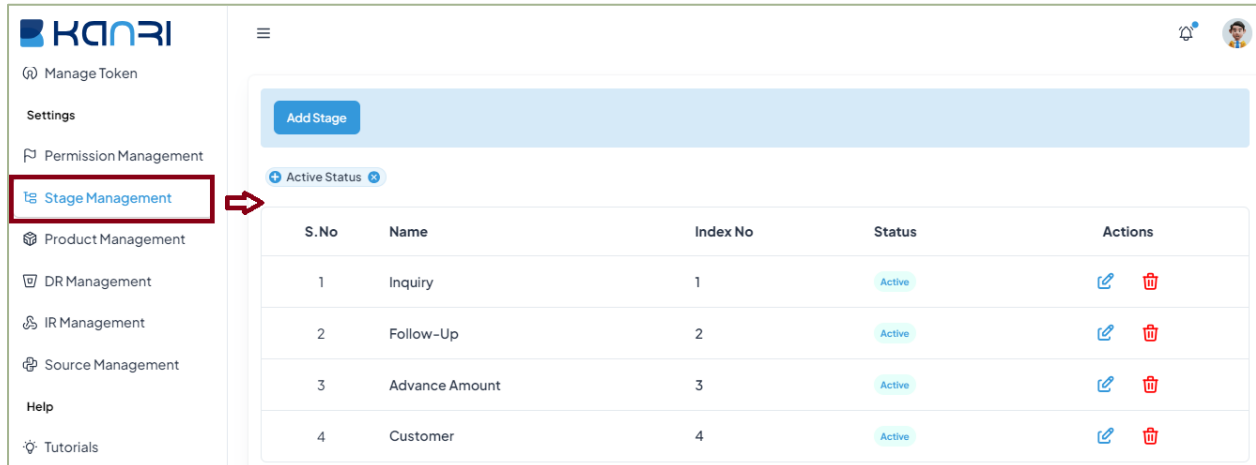 KANRI
Manage Token
Settings
Permission Management
Stage Management
Product Management
DR Management
IR Management
Source Management
Help
Tutorials
Add Stage
Active Status
S.No Name Index No Status Actions
1 Inquiry 1 Active
2 Follow-Up 2 Active
3 Advance Amount 3 Active
4 Customer 4 Active